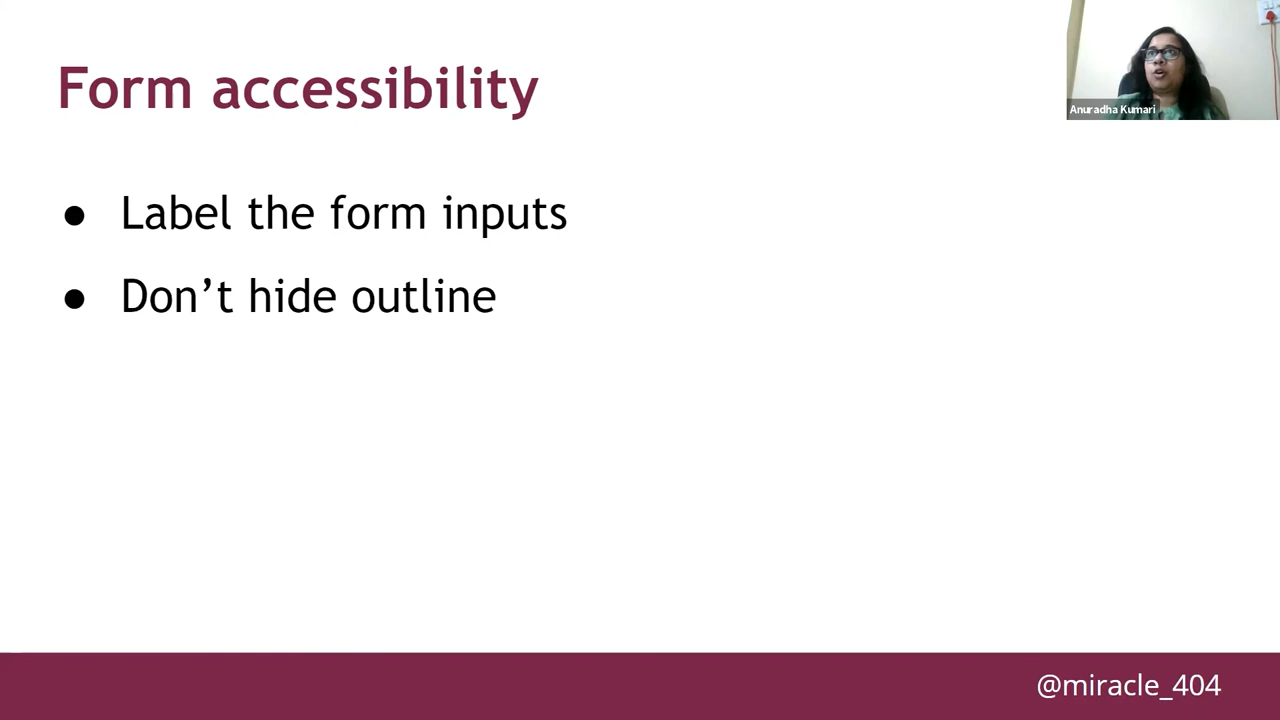 Form accessibility
Anuradha Kumari
● Label the form inputs
● Don’t hide outline
@miracle_404